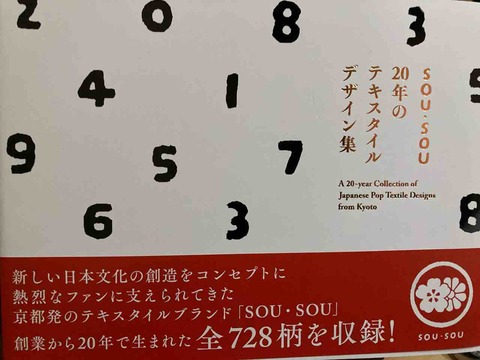 2 0 8 3
4 1 5
9 5 7
6 3 8
SOU・SOU
20年の
テキスタイル
デザイン集
A 20-year Collection of
Japanese Pop Textile Designs
from Kyoto
新しい日本文化の創造をコンセプトに
熱烈なファンに支えられてきた
京都発のテキスタイルブランド「SOU・SOU」
創業から20年で生まれた 全728柄を収録!
SOU・SOU